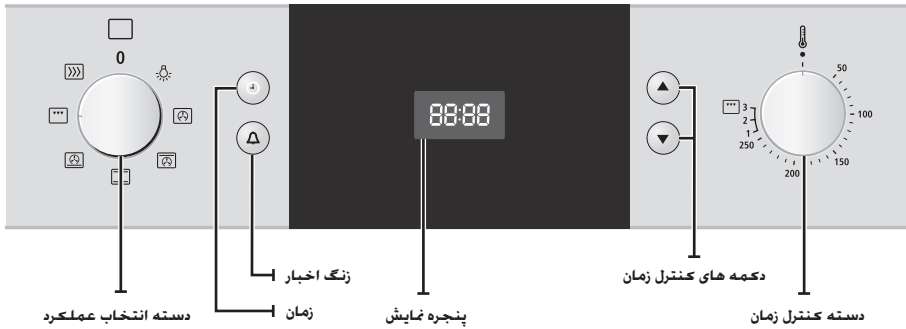 0
50
100
150
200
250
3
2
1
88:88
زنگ اخبار
زمان
دسته انتخاب عملکرد
پنجره نمایش
دکمه های کنترل زمان
دسته کنترل زمان